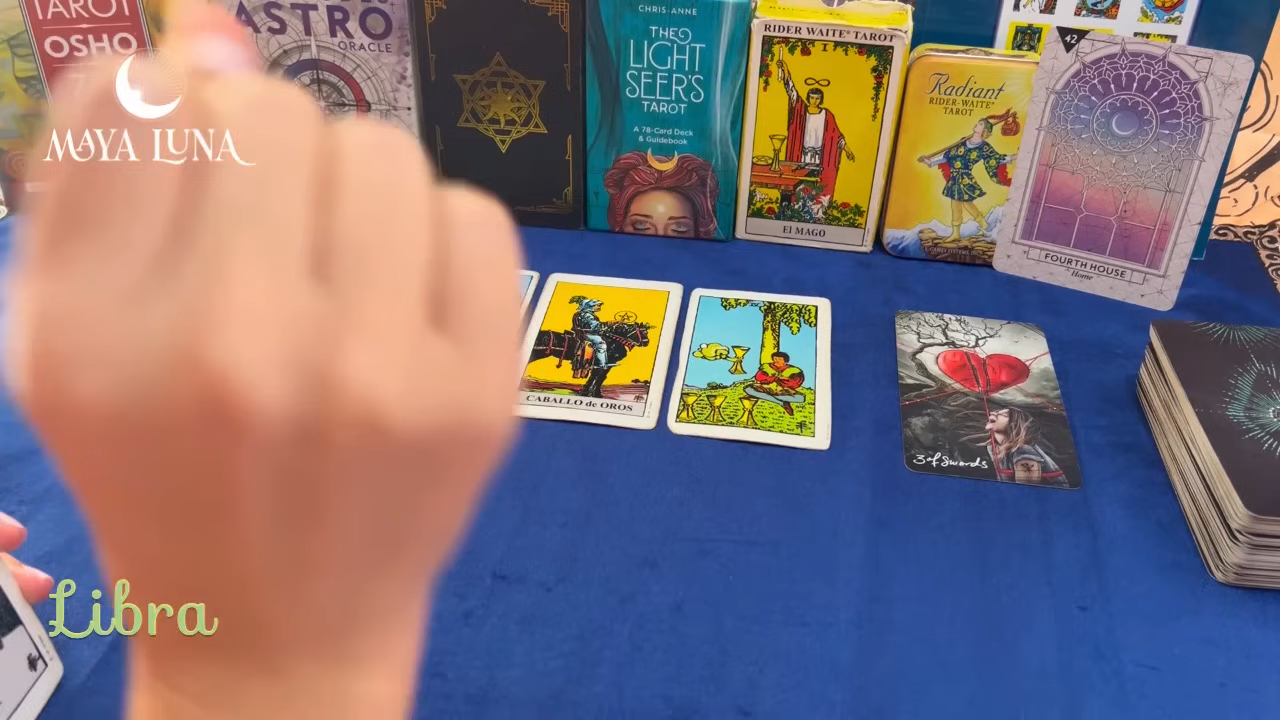 TAROT
OSHO
MAYA LUNA
ASTRO
ORACLE
CHRIS-ANNE
THE
LIGHT
SEER'S
TAROT
A 78-Card Deck
& Guidebook
RIDER WAITE® TAROT
I
EL MAGO
Radiant
RIDER-WAITE®
TAROT
42
FOURTH HOUSE
Home
CABALLO de OROS
3 of Swords
Libra